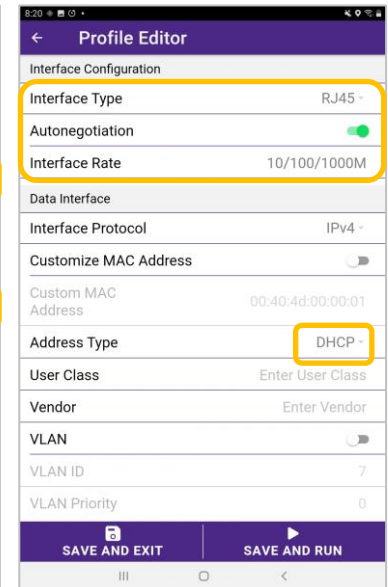 8:20
Profile Editor
Interface Configuration
Interface Type RJ45
Autonegotiation
Interface Rate 10/100/1000M
Data Interface
Interface Protocol IPv4
Customize MAC Address
Custom MAC
Address 00:40:4d:00:00:01
Address Type DHCP
User Class Enter User Class
Vendor Enter Vendor
VLAN
VLAN ID 7
VLAN Priority 0
SAVE AND EXIT SAVE AND RUN